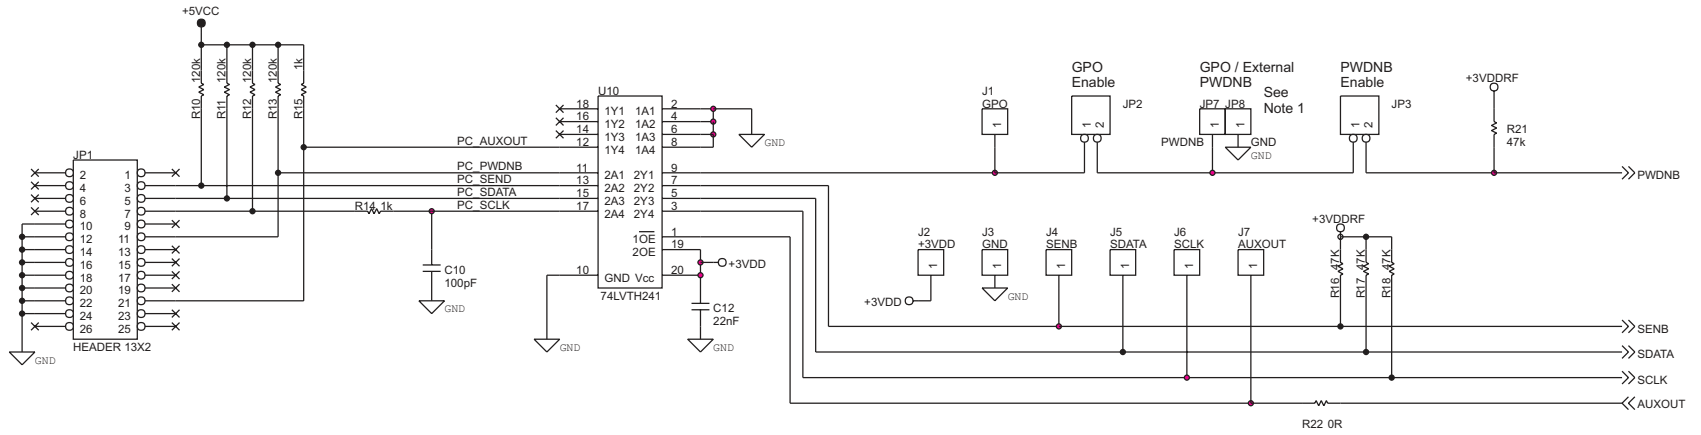 +5VCC
R10 120k
R11 120k
R12 120k
R13 120k
R15 1k
JP1
2 1
4 3
6 5
8 7
10 9
12 11
14 13
16 15
18 17
20 19
22 21
24 23
26 25
HEADER 13X2
GND
PC_AUXOUT
PC_PWDNB
PC_SEND
PC_SDATA
PC_SCLK
R14 1k
C10
100pF
GND
U10
18 1Y1 1A1 2
16 1Y2 1A2 4
14 1Y3 1A3 6
12 1Y4 1A4 8
11 2A1 2Y1 9
13 2A2 2Y2 7
15 2A3 2Y3 5
17 2A4 2Y4 3
1OE 1
2OE 19
10 GND Vcc 20
74LVTH241
GND
GND
+3VDD
C12
22nF
GND
J1
GPO
1
GPO
Enable
JP2
1 2
GPO / External
PWDNB
See
Note 1
JP7 JP8
1 1
PWDNB
GND
GND
PWDNB
Enable
JP3
1 2
+3VDDRF
R21
47k
PWDNB
J2
+3VDD
1
+3VDD
J3
GND
1
GND
J4
SENB
1
J5
SDATA
1
J6
SCLK
1
J7
AUXOUT
1
+3VDDRF
R16 47K
R17 47K
R18 47K
SENB
SDATA
SCLK
AUXOUT
R22 0R